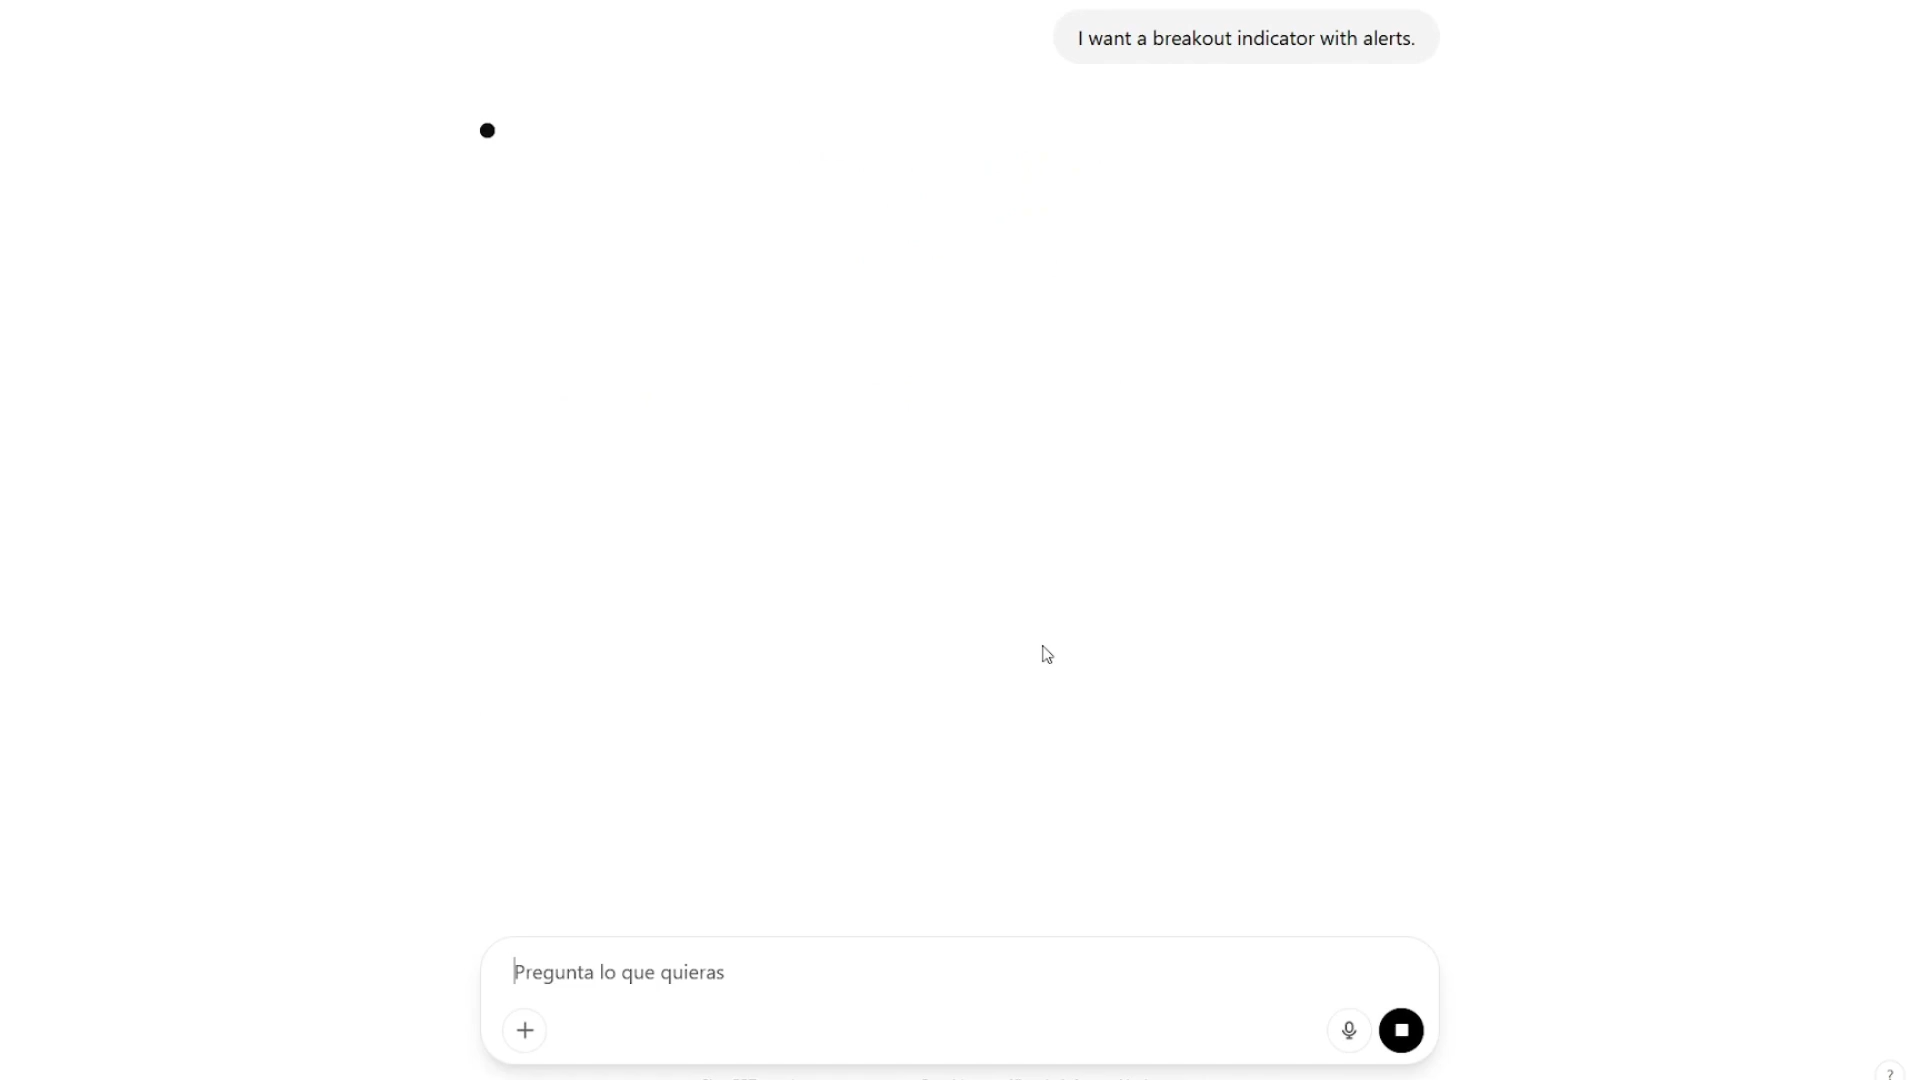 I want a breakout indicator with alerts.
Pregunta lo que quieras
?